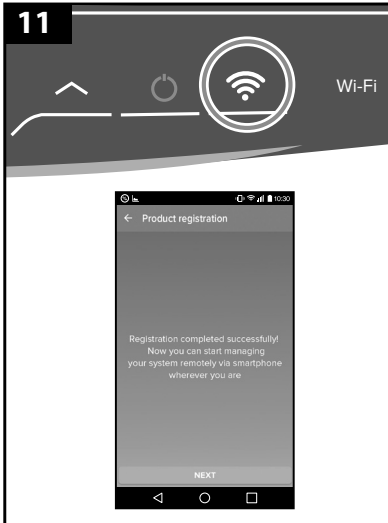 11
Wi-Fi
10:30
Product registration
Registration completed successfully!
Now you can start managing
your system remotely via smartphone
wherever you are
NEXT